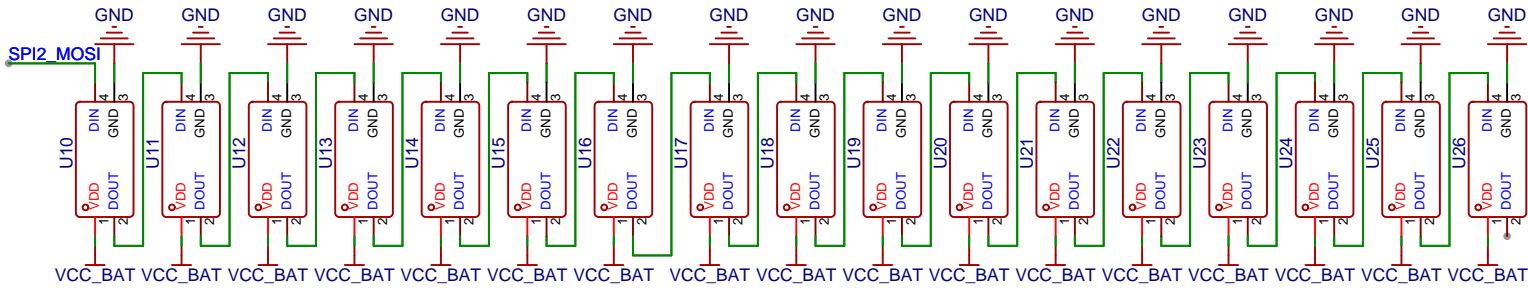 GND GND GND GND GND GND GND GND GND GND GND GND GND GND GND GND GND
SPI2_MOSI
4 3 4 3 4 3 4 3 4 3 4 3 4 3 4 3 4 3 4 3 4 3 4 3 4 3 4 3 4 3 4 3 4 3
DIN GND DIN GND DIN GND DIN GND DIN GND DIN GND DIN GND DIN GND DIN GND DIN GND DIN GND DIN GND DIN GND DIN GND DIN GND DIN GND DIN GND
U10 U11 U12 U13 U14 U15 U16 U17 U18 U19 U20 U21 U22 U23 U24 U25 U26
VDD DOUT VDD DOUT VDD DOUT VDD DOUT VDD DOUT VDD DOUT VDD DOUT VDD DOUT VDD DOUT VDD DOUT VDD DOUT VDD DOUT VDD DOUT VDD DOUT VDD DOUT VDD DOUT VDD DOUT
1 2 1 2 1 2 1 2 1 2 1 2 1 2 1 2 1 2 1 2 1 2 1 2 1 2 1 2 1 2 1 2 1 2
VCC_BAT VCC_BAT VCC_BAT VCC_BAT VCC_BAT VCC_BAT VCC_BAT VCC_BAT VCC_BAT VCC_BAT VCC_BAT VCC_BAT VCC_BAT VCC_BAT VCC_BAT VCC_BAT VCC_BAT